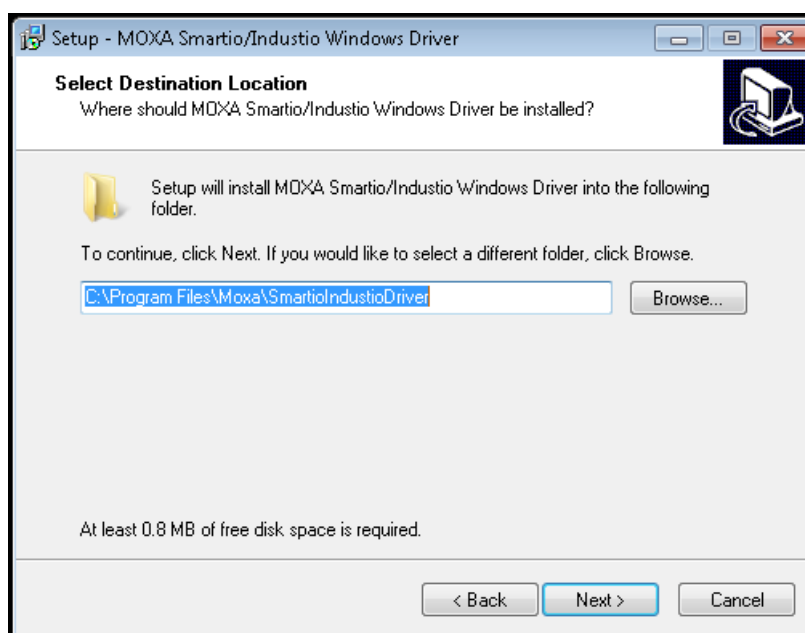 Setup - MOXA Smartio/Industio Windows Driver
Select Destination Location
Where should MOXA Smartio/Industio Windows Driver be installed?
Setup will install MOXA Smartio/Industio Windows Driver into the following
folder.
To continue, click Next. If you would like to select a different folder, click Browse.
C:\Program Files\Moxa\SmartioIndustioDriver
Browse...
At least 0.8 MB of free disk space is required.
< Back
Next >
Cancel